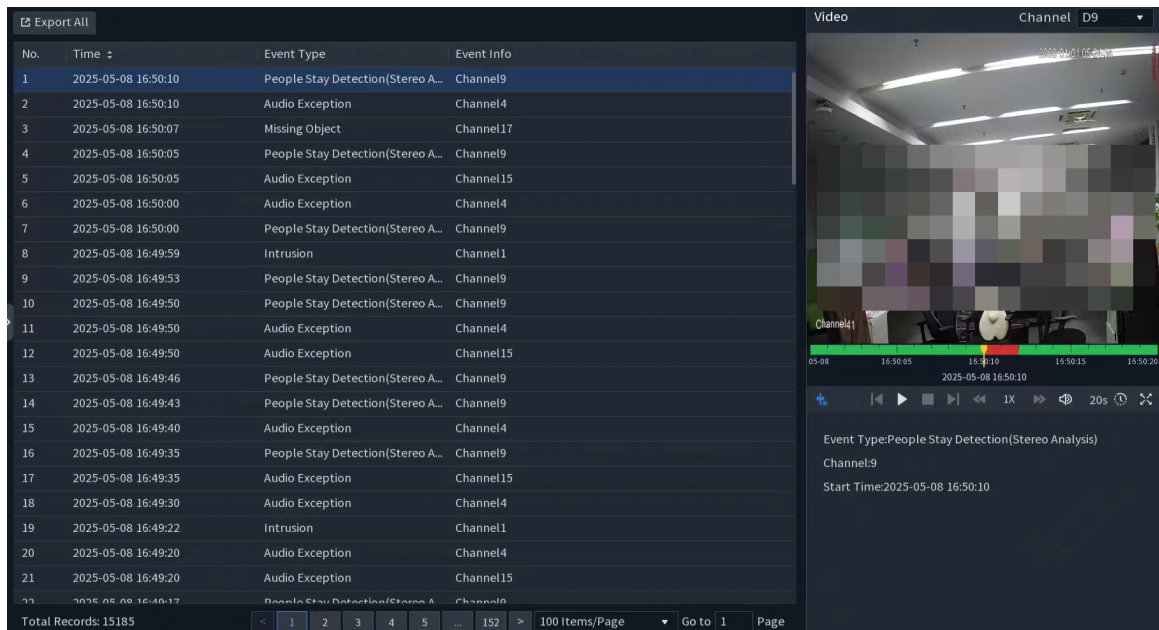 Export All
No. Time Event Type Event Info
1 2025-05-08 16:50:10 People Stay Detection(Stereo A... Channel9
2 2025-05-08 16:50:10 Audio Exception Channel4
3 2025-05-08 16:50:07 Missing Object Channel17
4 2025-05-08 16:50:05 People Stay Detection(Stereo A... Channel9
5 2025-05-08 16:50:05 Audio Exception Channel15
6 2025-05-08 16:50:00 Audio Exception Channel4
7 2025-05-08 16:50:00 People Stay Detection(Stereo A... Channel9
8 2025-05-08 16:49:59 Intrusion Channel1
9 2025-05-08 16:49:53 People Stay Detection(Stereo A... Channel9
10 2025-05-08 16:49:50 People Stay Detection(Stereo A... Channel9
11 2025-05-08 16:49:50 Audio Exception Channel4
12 2025-05-08 16:49:50 Audio Exception Channel15
13 2025-05-08 16:49:46 People Stay Detection(Stereo A... Channel9
14 2025-05-08 16:49:43 People Stay Detection(Stereo A... Channel9
15 2025-05-08 16:49:40 Audio Exception Channel4
16 2025-05-08 16:49:35 People Stay Detection(Stereo A... Channel9
17 2025-05-08 16:49:35 Audio Exception Channel15
18 2025-05-08 16:49:30 Audio Exception Channel4
19 2025-05-08 16:49:22 Intrusion Channel1
20 2025-05-08 16:49:20 Audio Exception Channel4
21 2025-05-08 16:49:20 Audio Exception Channel15
22 2025-05-08 16:49:17 People Stay Detection(Stereo A... Channel9
Total Records: 15185 < 1 2 3 4 5 ... 152 > 100 Items/Page Go to 1 Page
Video Channel D9
Channel41
05-08 16:50:05 16:50:10 16:50:15 16:50:20
2025-05-08 16:50:10
1X 20s
Event Type:People Stay Detection(Stereo Analysis)
Channel:9
Start Time:2025-05-08 16:50:10